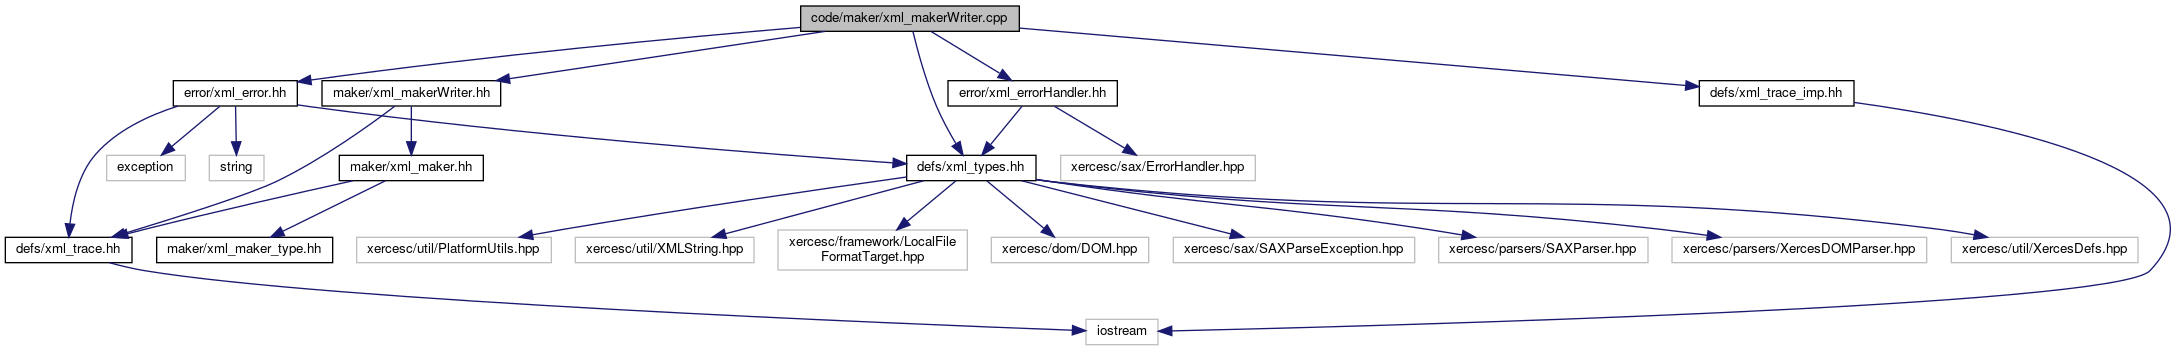 code/maker/xml_makerWriter.cpp
error/xml_error.hh
maker/xml_makerWriter.hh
error/xml_errorHandler.hh
defs/xml_trace_imp.hh
exception
string
maker/xml_maker.hh
defs/xml_types.hh
xercesc/sax/ErrorHandler.hpp
defs/xml_trace.hh
maker/xml_maker_type.hh
xercesc/util/PlatformUtils.hpp
xercesc/util/XMLString.hpp
xercesc/framework/LocalFile
FormatTarget.hpp
xercesc/dom/DOM.hpp
xercesc/sax/SAXParseException.hpp
xercesc/parsers/SAXParser.hpp
xercesc/parsers/XercesDOMParser.hpp
xercesc/util/XercesDefs.hpp
iostream